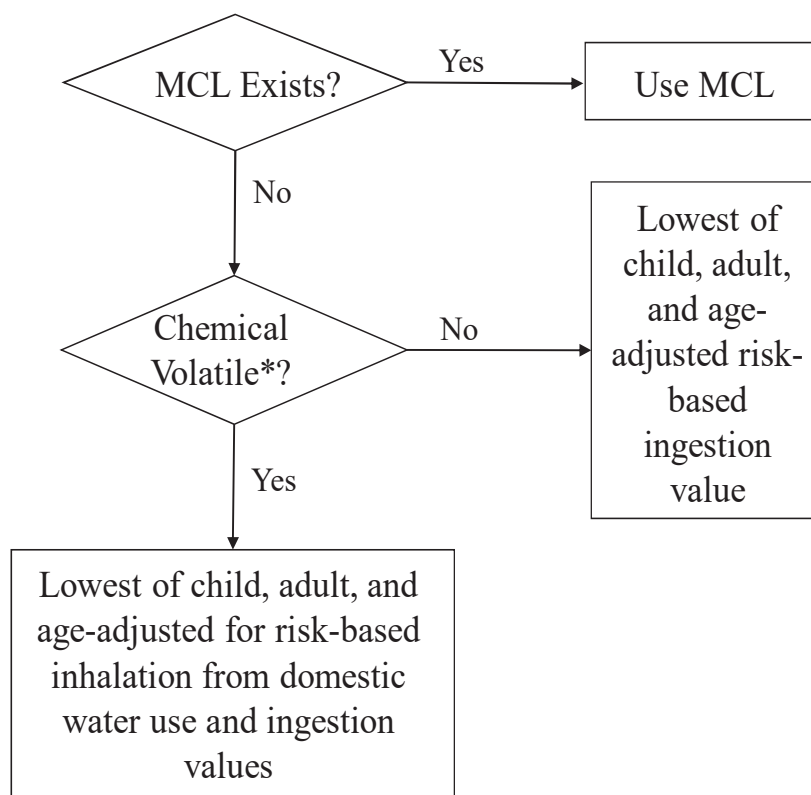 MCL Exists?
Yes
Use MCL
No
Lowest of
child, adult,
and age-
adjusted risk-
based
ingestion
value
Chemical
Volatile*?
No
Yes
Lowest of child, adult, and
age-adjusted for risk-based
inhalation from domestic
water use and ingestion
values